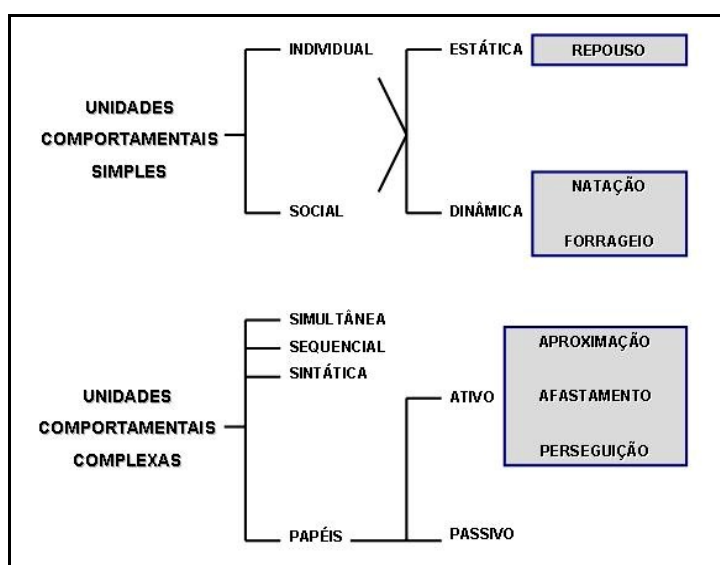 INDIVIDUAL
ESTÁTICA
REPOUSO
UNIDADES
COMPORTAMENTAIS
SIMPLES
SOCIAL
DINÂMICA
NATAÇÃO
FORRAGEIO
SIMULTÂNEA
SEQUENCIAL
SINTÁTICA
UNIDADES
COMPORTAMENTAIS
COMPLEXAS
PAPÉIS
ATIVO
PASSIVO
APROXIMAÇÃO
AFASTAMENTO
PERSEGUIÇÃO